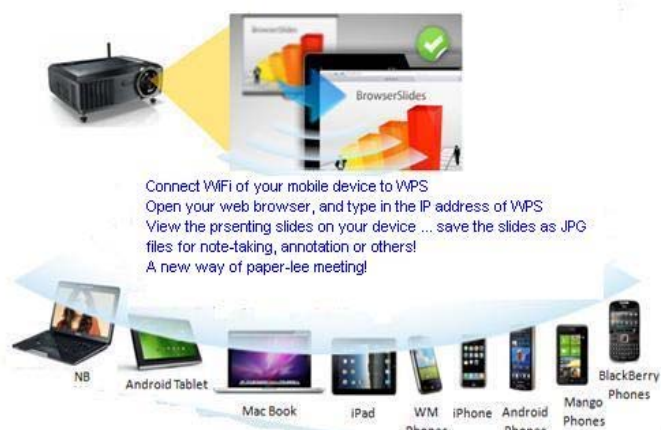 BrowserSlides
BrowserSlides
Connect WiFi of your mobile device to WPS
Open your web browser, and type in the IP address of WPS
View the prsenting slides on your device ... save the slides as JPG
files for note-taking, annotation or others!
A new way of paper-lee meeting!
NB
Android Tablet
Mac Book
iPad
WM
Phones
iPhone
Android
Phones
Mango
Phones
BlackBerry
Phones